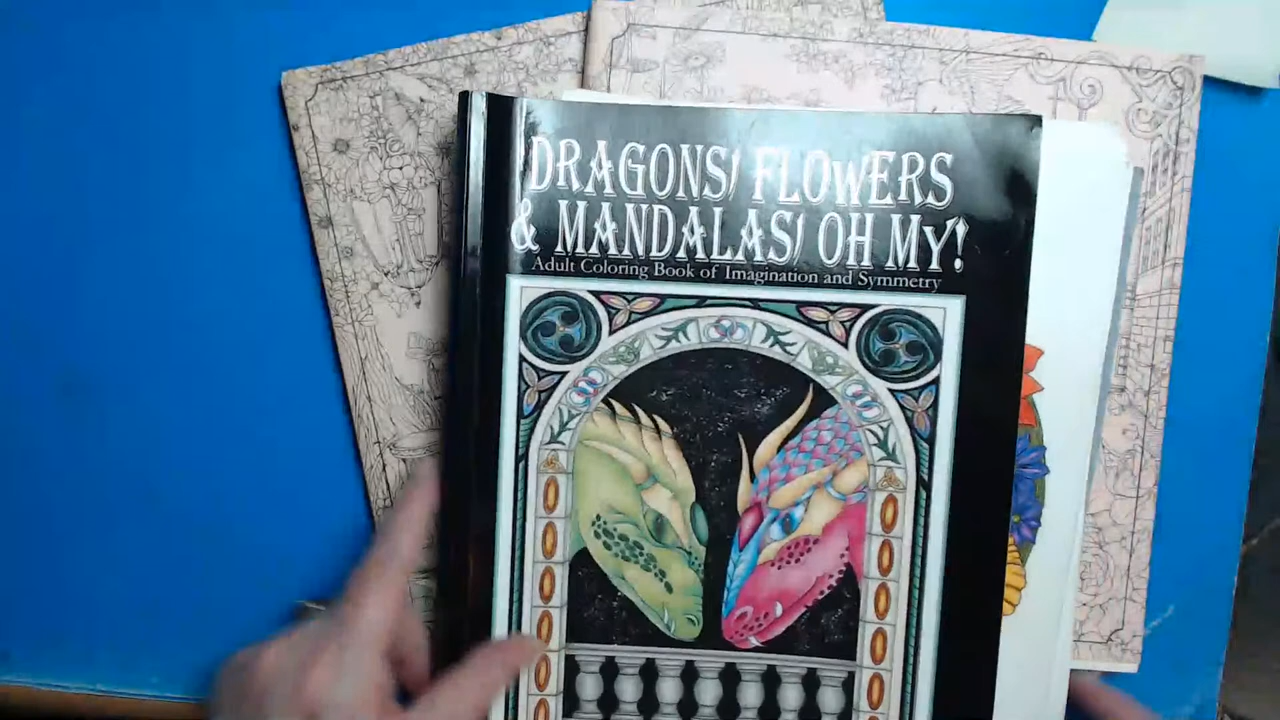 DRAGONS/ FLOWERS
& MANDALAS/ OH MY!
Adult Coloring Book of Imagination and Symmetry